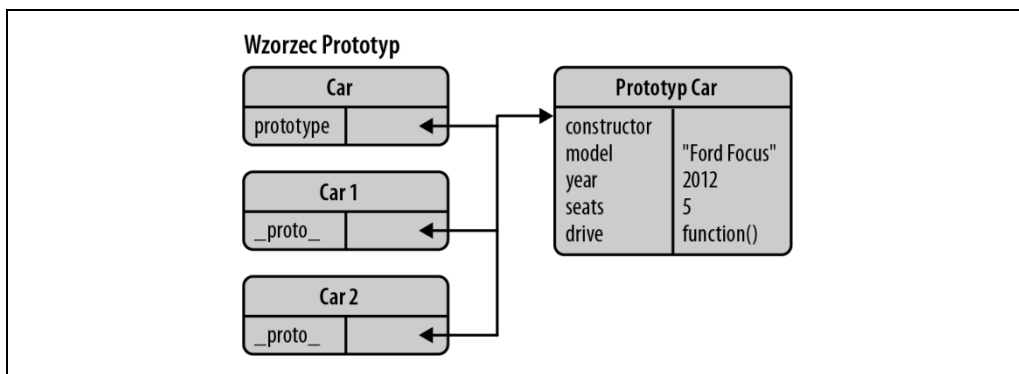 Wzorzec Prototyp
Car
prototype
Car 1
_proto_
Car 2
_proto_
Prototyp Car
constructor
model "Ford Focus"
year 2012
seats 5
drive function()